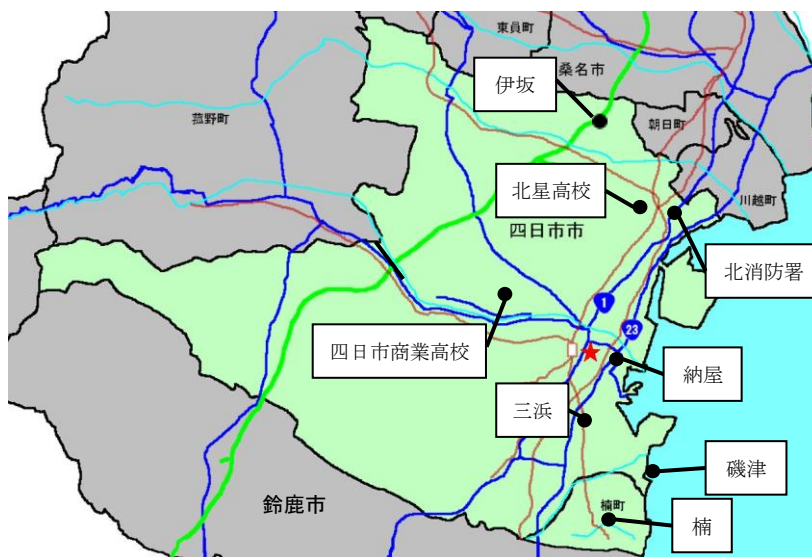 東員町
桑名市
伊坂
菰野町
朝日町
北星高校
川越町
四日市市
北消防署
1
23
四日市商業高校
納屋
三浜
磯津
鈴鹿市
楠町
楠